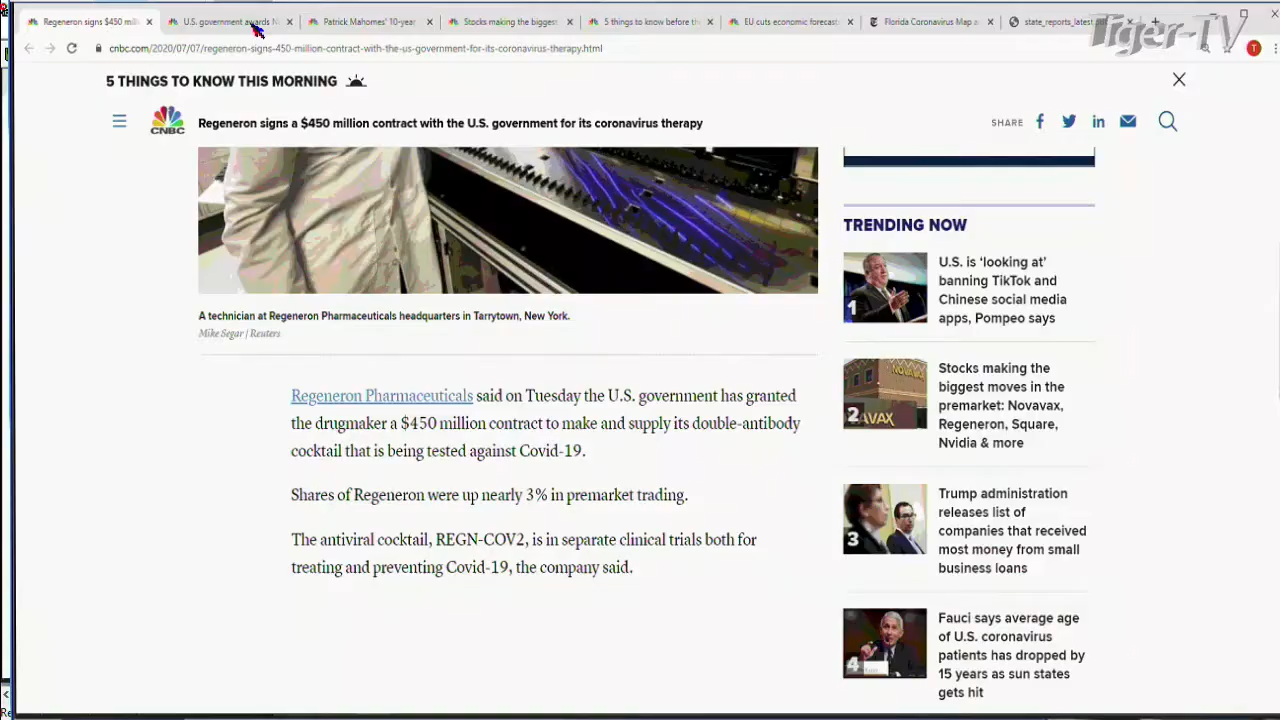 Regeneron signs $450 mill
U.S. government awards N
Patrick Mahomes' 10-year
Stocks making the biggest
5 things to know before th
EU cuts economic forecast
Florida Coronavirus Map a
state_reports_latest.pdf
Tiger-TV
cnbc.com/2020/07/07/regeneron-signs-450-million-contract-with-the-us-government-for-its-coronavirus-therapy.html
T
5 THINGS TO KNOW THIS MORNING
CNBC
Regeneron signs a $450 million contract with the U.S. government for its coronavirus therapy
SHARE
A technician at Regeneron Pharmaceuticals headquarters in Tarrytown, New York.
Mike Segar | Reuters
Regeneron Pharmaceuticals said on Tuesday the U.S. government has granted
the drugmaker a $450 million contract to make and supply its double-antibody
cocktail that is being tested against Covid-19.
Shares of Regeneron were up nearly 3% in premarket trading.
The antiviral cocktail, REGN-COV2, is in separate clinical trials both for
treating and preventing Covid-19, the company said.
TRENDING NOW
1
U.S. is ‘looking at’
banning TikTok and
Chinese social media
apps, Pompeo says
NOVAVAX
2
AVAX
Stocks making the
biggest moves in the
premarket: Novavax,
Regeneron, Square,
Nvidia & more
3
Trump administration
releases list of
companies that received
most money from small
business loans
4
Fauci says average age
of U.S. coronavirus
patients has dropped by
15 years as sun states
gets hit
Re